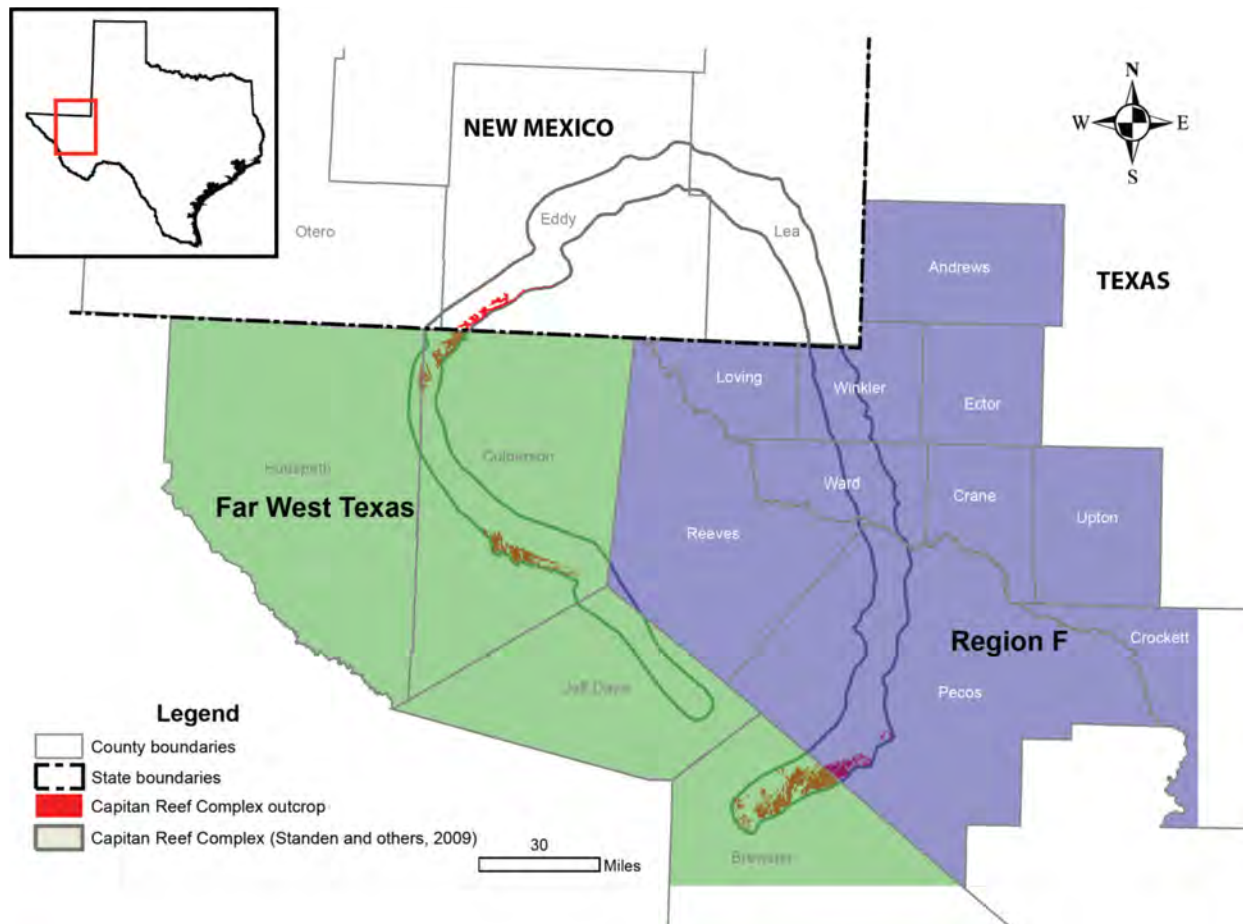 N
W E
S
NEW MEXICO
Eddy
Otero
Lea
Andrews
TEXAS
Loving
Winkler
Ector
Hudspeth
Culberson
Far West Texas
Ward
Crane
Upton
Reeves
Region F
Crockett
Pecos
Jeff Davis
Brewster
Legend
County boundaries
State boundaries
Capitan Reef Complex outcrop
Capitan Reef Complex (Standen and others, 2009)
30
Miles